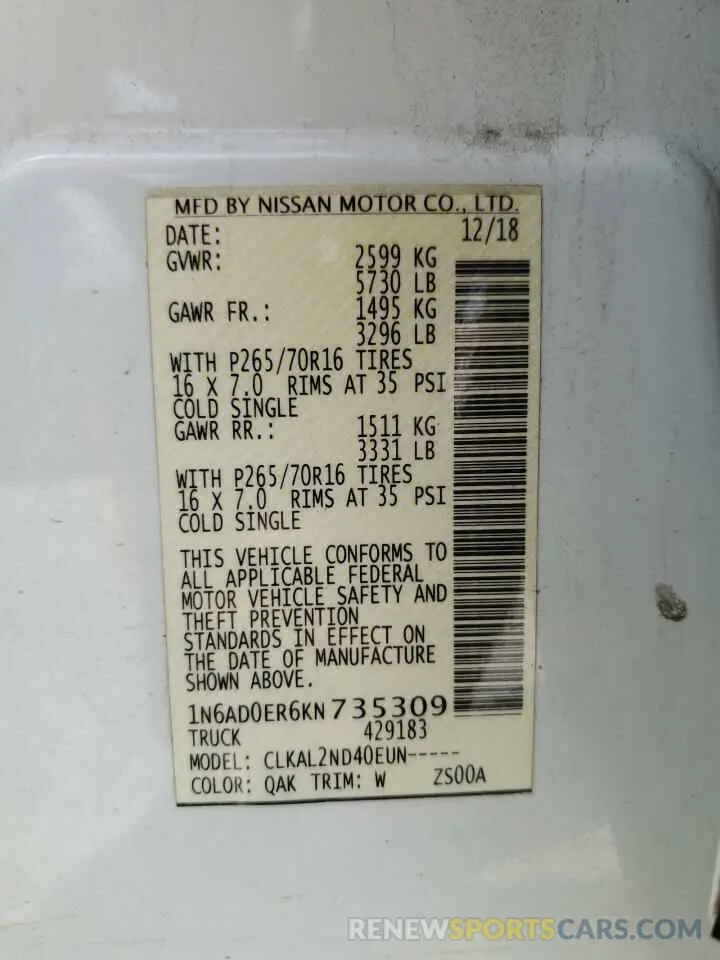 MFD BY NISSAN MOTOR CO., LTD.
DATE: 12/18
GVWR: 2599 KG
5730 LB
GAWR FR.: 1495 KG
3296 LB
WITH P265/70R16 TIRES
16 X 7.0 RIMS AT 35 PSI
COLD SINGLE
GAWR RR.: 1511 KG
3331 LB
WITH P265/70R16 TIRES
16 X 7.0 RIMS AT 35 PSI
COLD SINGLE
THIS VEHICLE CONFORMS TO
ALL APPLICABLE FEDERAL
MOTOR VEHICLE SAFETY AND
THEFT PREVENTION
STANDARDS IN EFFECT ON
THE DATE OF MANUFACTURE
SHOWN ABOVE.
1N6AD0ER6KN 735309
TRUCK 429183
MODEL: CLKAL2ND40EUN-----
COLOR: QAK TRIM: W ZS00A
RENEWSPORTSCARS.COM